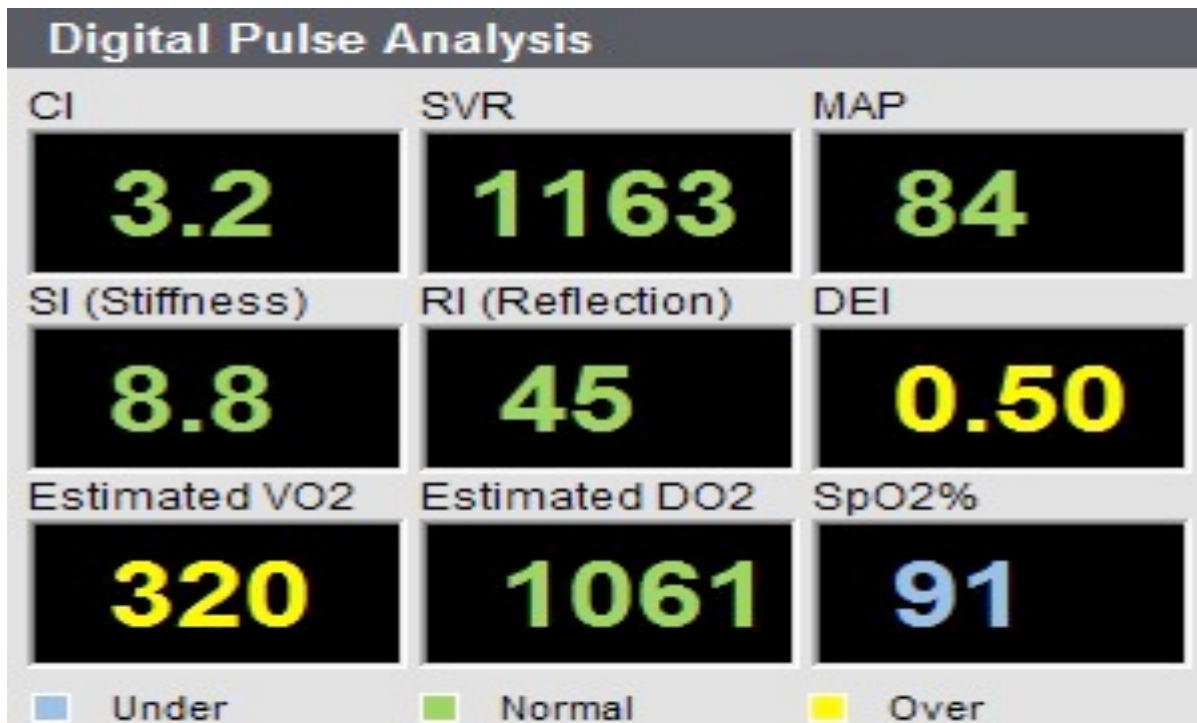 Digital Pulse Analysis
CI SVR MAP
3.2 1163 84
SI (Stiffness) RI (Reflection) DEI
8.8 45 0.50
Estimated VO2 Estimated DO2 SpO2%
320 1061 91
Under Normal Over